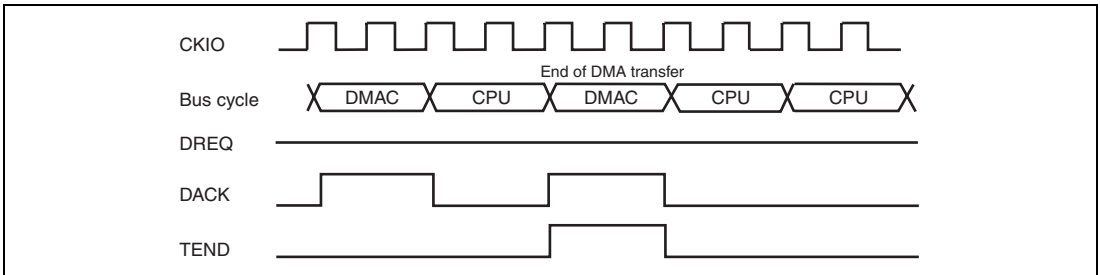 CKIO
End of DMA transfer
Bus cycle DMAC CPU DMAC CPU CPU
DREQ
DACK
TEND